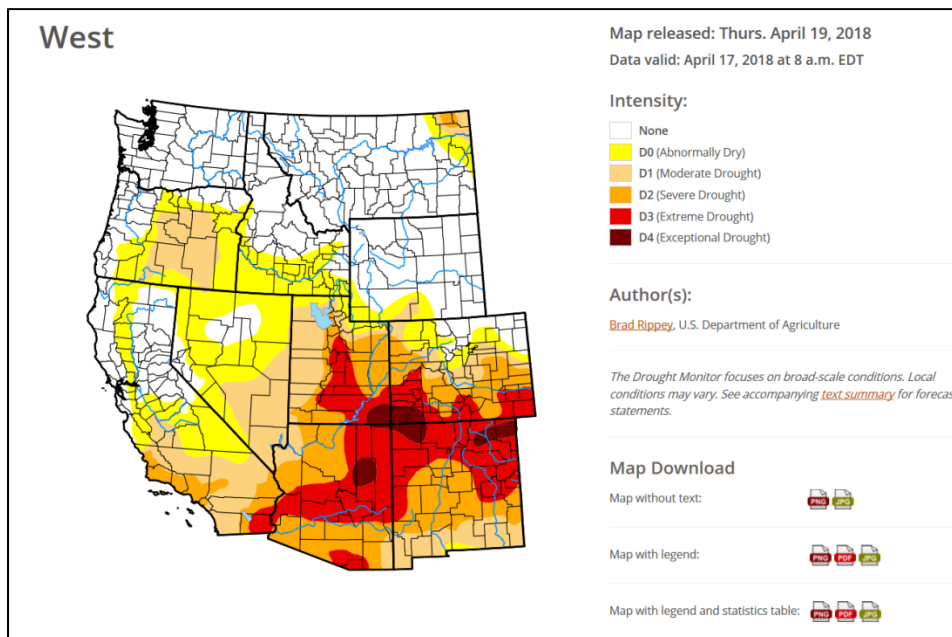 West
Map released: Thurs. April 19, 2018
Data valid: April 17, 2018 at 8 a.m. EDT
Intensity:
None
D0 (Abnormally Dry)
D1 (Moderate Drought)
D2 (Severe Drought)
D3 (Extreme Drought)
D4 (Exceptional Drought)
Author(s):
Brad Rippey, U.S. Department of Agriculture
The Drought Monitor focuses on broad-scale conditions. Local
conditions may vary. See accompanying text summary for forecas
statements.
Map Download
Map without text:
PNG JPG
Map with legend:
PNG PDF JPG
Map with legend and statistics table:
PNG PDF JPG